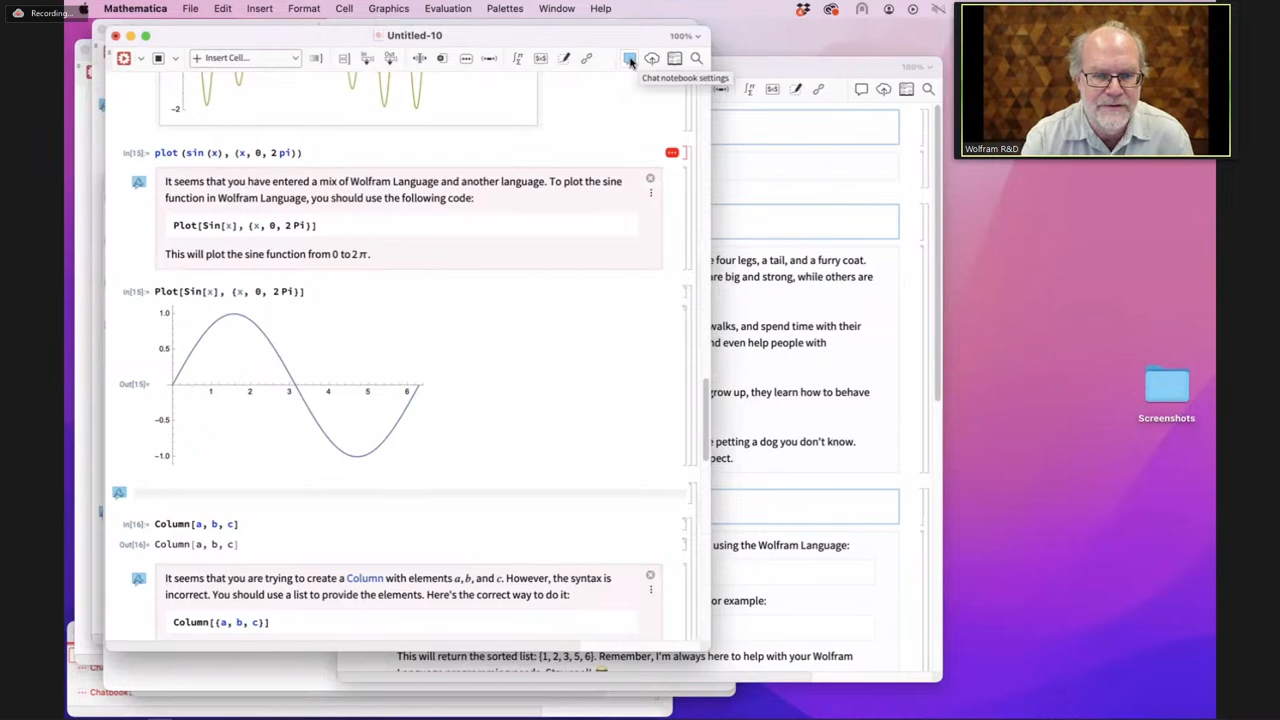 Recording...
Mathematica File Edit Insert Format Cell Graphics Evaluation Palettes Window Help
Untitled-10
100%
Insert Cell...
Chat notebook settings
100%
-2
In[15]:= plot (sin (x), (x, 0, 2 pi))
It seems that you have entered a mix of Wolfram Language and another language. To plot the sine
function in Wolfram Language, you should use the following code:
Plot[Sin[x], {x, 0, 2 Pi}]
This will plot the sine function from 0 to 2 π.
In[15]:= Plot[Sin[x], {x, 0, 2 Pi}]
1.0
0.5
Out[15]=
1 2 3 4 5 6
-0.5
-1.0
In[16]:= Column[a, b, c]
Out[16]= Column[a, b, c]
It seems that you are trying to create a Column with elements a, b, and c. However, the syntax is
incorrect. You should use a list to provide the elements. Here's the correct way to do it:
Column[{a, b, c}]
e four legs, a tail, and a furry coat.
are big and strong, while others are
walks, and spend time with their
nd even help people with
grow up, they learn how to behave
e petting a dog you don't know.
pect.
using the Wolfram Language:
or example:
This will return the sorted list: {1, 2, 3, 5, 6}. Remember, I'm always here to help with your Wolfram
Chatbook:
Wolfram R&D
Screenshots